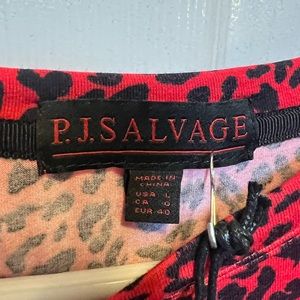 P.J.SALVAGE
MADE IN
CHINA
USA L
CA G
EUR 40